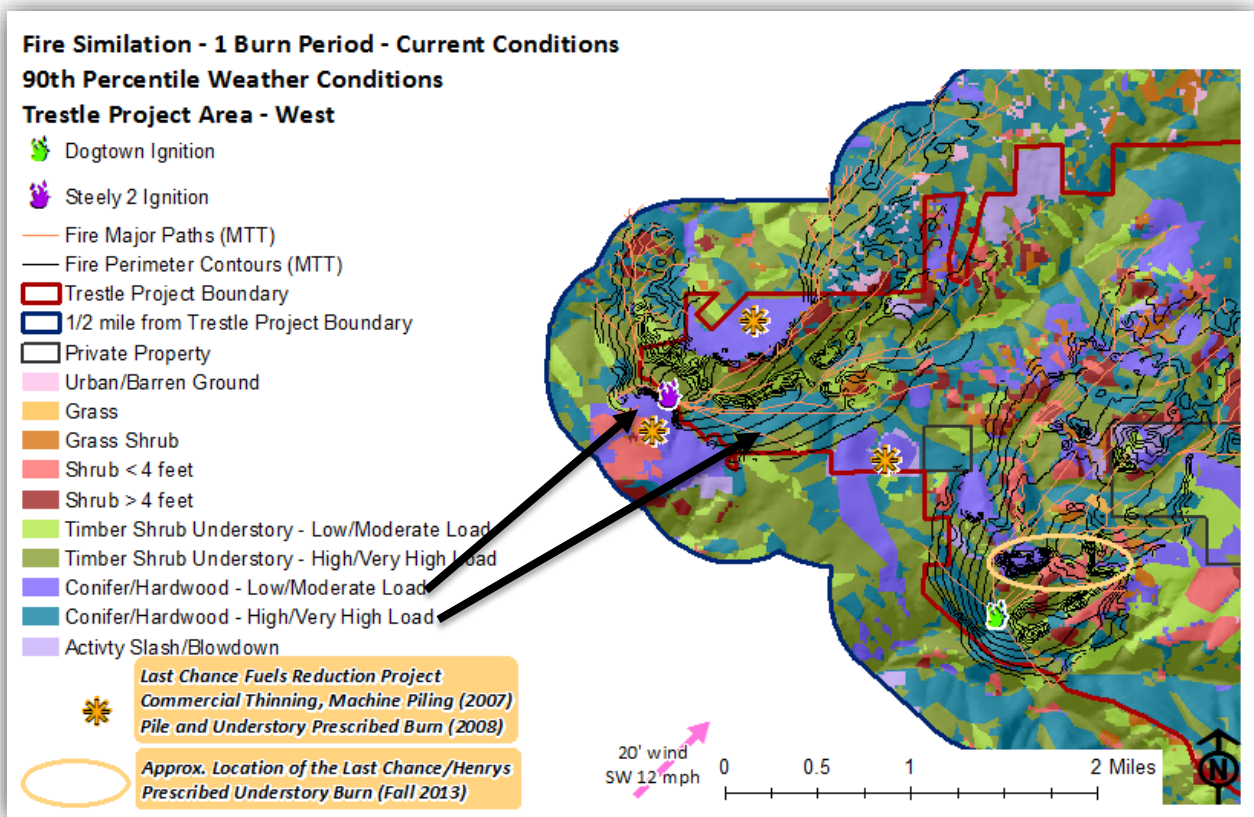 Fire Similation - 1 Burn Period - Current Conditions
90th Percentile Weather Conditions
Trestle Project Area - West
Dogtown Ignition
Steely 2 Ignition
Fire Major Paths (MTT)
Fire Perimeter Contours (MTT)
Trestle Project Boundary
1/2 mile from Trestle Project Boundary
Private Property
Urban/Barren Ground
Grass
Grass Shrub
Shrub < 4 feet
Shrub > 4 feet
Timber Shrub Understory - Low/Moderate Load
Timber Shrub Understory - High/Very High Load
Conifer/Hardwood - Low/Moderate Load
Conifer/Hardwood - High/Very High Load
Activty Slash/Blowdown
Last Chance Fuels Reduction Project
Commercial Thinning, Machine Piling (2007)
Pile and Understory Prescribed Burn (2008)
Approx. Location of the Last Chance/Henrys
Prescribed Understory Burn (Fall 2013)
20' wind
SW 12 mph
0 0.5 1 2 Miles
N